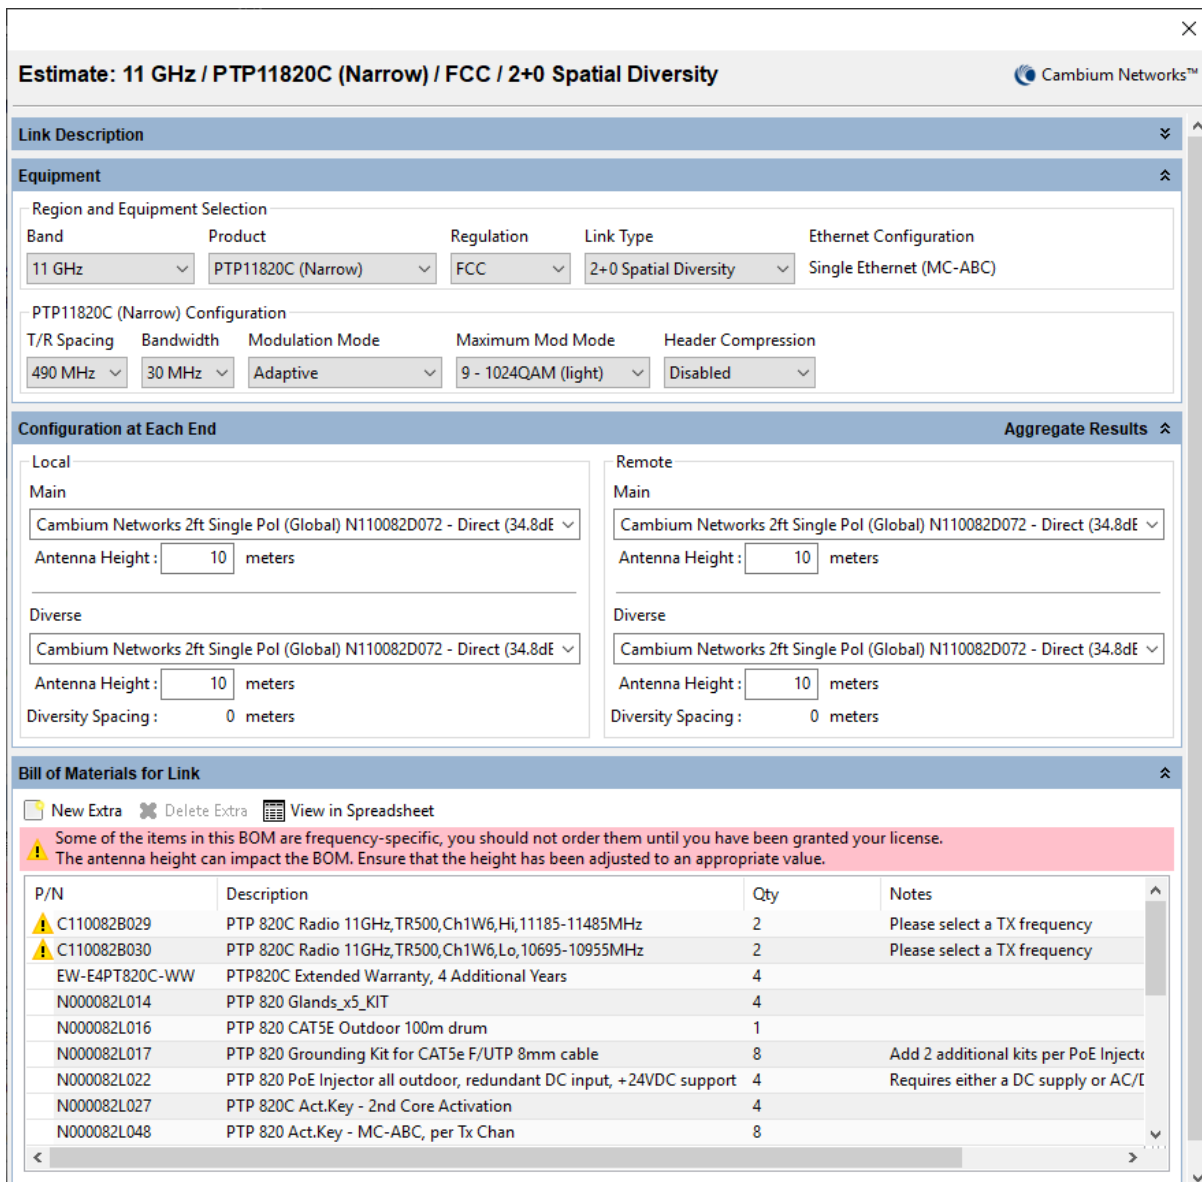 Estimate: 11 GHz / PTP11820C (Narrow) / FCC / 2+0 Spatial Diversity
Cambium Networks™
Link Description
Equipment
Region and Equipment Selection
Band Product Regulation Link Type Ethernet Configuration
11 GHz PTP11820C (Narrow) FCC 2+0 Spatial Diversity Single Ethernet (MC-ABC)
PTP11820C (Narrow) Configuration
T/R Spacing Bandwidth Modulation Mode Maximum Mod Mode Header Compression
490 MHz 30 MHz Adaptive 9 - 1024QAM (light) Disabled
Configuration at Each End Aggregate Results
Local
Main
Cambium Networks 2ft Single Pol (Global) N110082D072 - Direct (34.8dE
Antenna Height : 10 meters
Diverse
Cambium Networks 2ft Single Pol (Global) N110082D072 - Direct (34.8dE
Antenna Height : 10 meters
Diversity Spacing : 0 meters
Remote
Main
Cambium Networks 2ft Single Pol (Global) N110082D072 - Direct (34.8dE
Antenna Height : 10 meters
Diverse
Cambium Networks 2ft Single Pol (Global) N110082D072 - Direct (34.8dE
Antenna Height : 10 meters
Diversity Spacing : 0 meters
Bill of Materials for Link
New Extra Delete Extra View in Spreadsheet
Some of the items in this BOM are frequency-specific, you should not order them until you have been granted your license.
The antenna height can impact the BOM. Ensure that the height has been adjusted to an appropriate value.
P/N Description Qty Notes
C110082B029 PTP 820C Radio 11GHz,TR500,Ch1W6,Hi,11185-11485MHz 2 Please select a TX frequency
C110082B030 PTP 820C Radio 11GHz,TR500,Ch1W6,Lo,10695-10955MHz 2 Please select a TX frequency
EW-E4PT820C-WW PTP820C Extended Warranty, 4 Additional Years 4
N000082L014 PTP 820 Glands_x5_KIT 4
N000082L016 PTP 820 CAT5E Outdoor 100m drum 1
N000082L017 PTP 820 Grounding Kit for CAT5e F/UTP 8mm cable 8 Add 2 additional kits per PoE Injecto
N000082L022 PTP 820 PoE Injector all outdoor, redundant DC input, +24VDC support 4 Requires either a DC supply or AC/D
N000082L027 PTP 820C Act.Key - 2nd Core Activation 4
N000082L048 PTP 820 Act.Key - MC-ABC, per Tx Chan 8